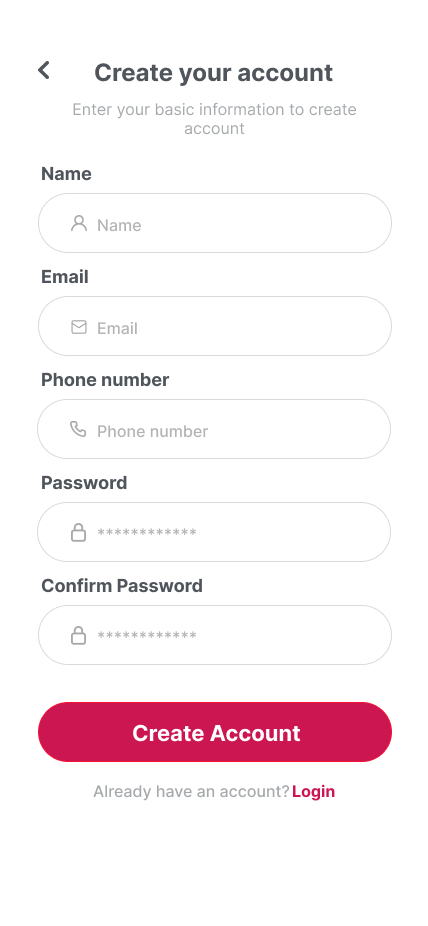 Create your account
Enter your basic information to create
account
Name
Name
Email
Email
Phone number
Phone number
Password
************
Confirm Password
************
Create Account
Already have an account? Login